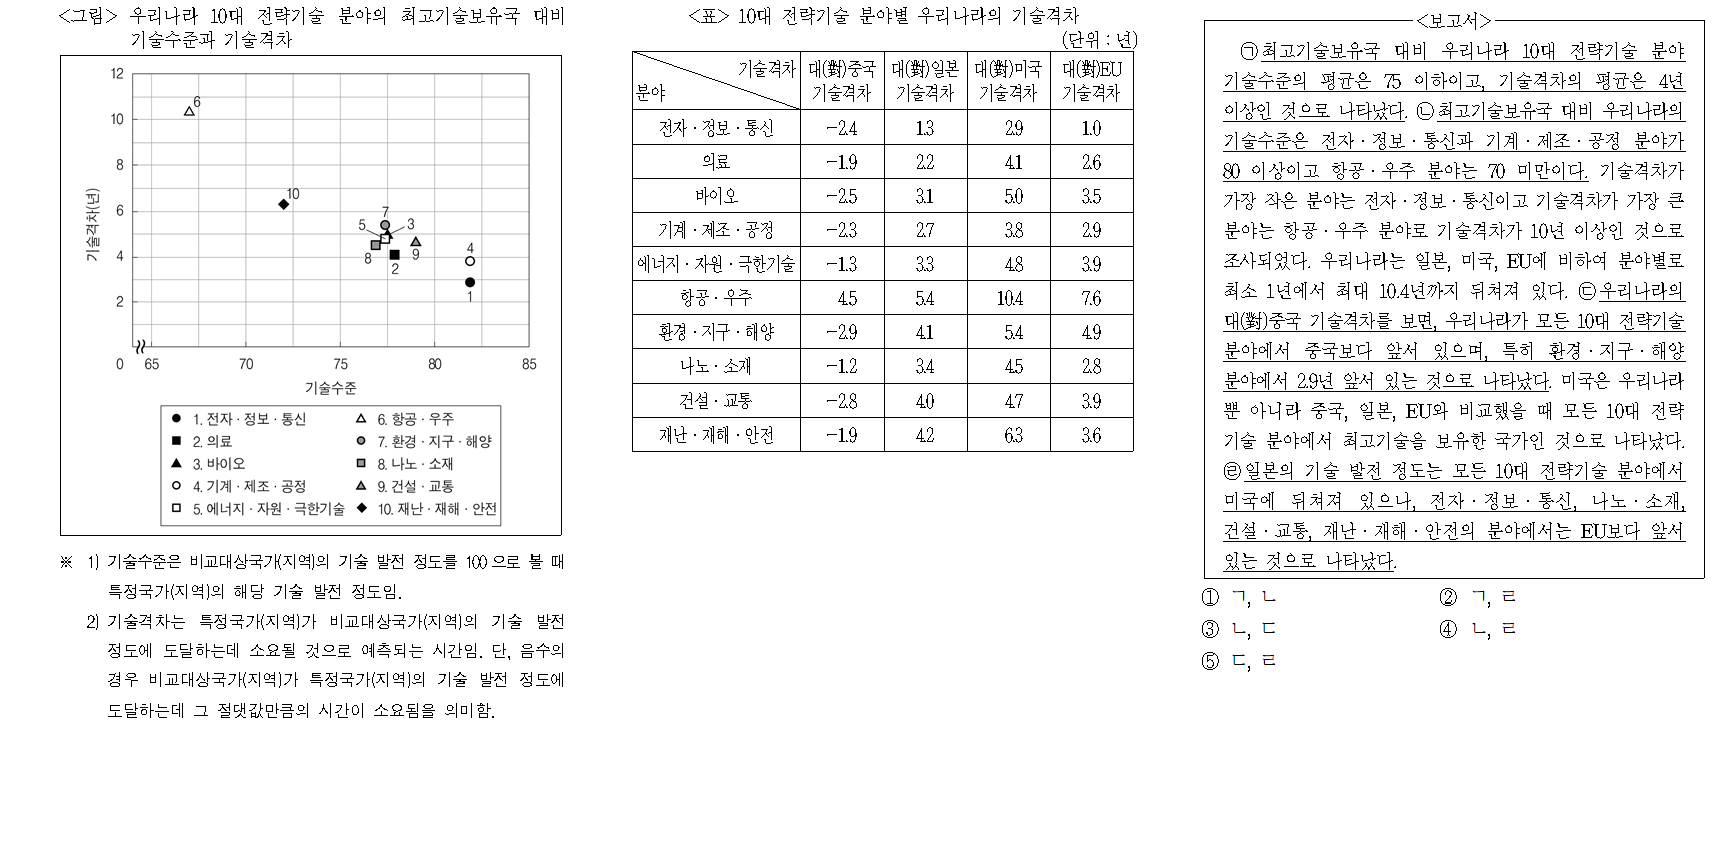 <그림> 우리나라 10대 전략기술 분야의 최고기술보유국 대비
기술수준과 기술격차
12
10
8
6
4
2
0
65
70
75
80
85
기술격차(년)
기술수준
6
10
7
5
3
8
2
9
4
1
1. 전자·정보·통신
6. 항공·우주
2. 의료
7. 환경·지구·해양
3. 바이오
8. 나노·소재
4. 기계·제조·공정
9. 건설·교통
5. 에너지·자원·극한기술
10. 재난·재해·안전
※ 1) 기술수준은 비교대상국가(지역)의 기술 발전 정도를 100으로 볼 때
특정국가(지역)의 해당 기술 발전 정도임.
2) 기술격차는 특정국가(지역)가 비교대상국가(지역)의 기술 발전
정도에 도달하는데 소요될 것으로 예측되는 시간임. 단, 음수의
경우 비교대상국가(지역)가 특정국가(지역)의 기술 발전 정도에
도달하는데 그 절댓값만큼의 시간이 소요됨을 의미함.
<표> 10대 전략기술 분야별 우리나라의 기술격차
(단위 : 년)
기술격차 대(對)중국 대(對)일본 대(對)미국 대(對)EU
분야 기술격차 기술격차 기술격차 기술격차
전자·정보·통신 −2.4 1.3 2.9 1.0
의료 −1.9 2.2 4.1 2.6
바이오 −2.5 3.1 5.0 3.5
기계·제조·공정 −2.3 2.7 3.8 2.9
에너지·자원·극한기술 −1.3 3.3 4.8 3.9
항공·우주 4.5 5.4 10.4 7.6
환경·지구·해양 −2.9 4.1 5.4 4.9
나노·소재 −1.2 3.4 4.5 2.8
건설·교통 −2.8 4.0 4.7 3.9
재난·재해·안전 −1.9 4.2 6.3 3.6
<보고서>
㉠최고기술보유국 대비 우리나라 10대 전략기술 분야
기술수준의 평균은 75 이하이고, 기술격차의 평균은 4년
이상인 것으로 나타났다. ㉡최고기술보유국 대비 우리나라의
기술수준은 전자·정보·통신과 기계·제조·공정 분야가
80 이상이고 항공·우주 분야는 70 미만이다. 기술격차가
가장 작은 분야는 전자·정보·통신이고 기술격차가 가장 큰
분야는 항공·우주 분야로 기술격차가 10년 이상인 것으로
조사되었다. 우리나라는 일본, 미국, EU에 비하여 분야별로
최소 1년에서 최대 10.4년까지 뒤쳐져 있다. ㉢우리나라의
대(對)중국 기술격차를 보면, 우리나라가 모든 10대 전략기술
분야에서 중국보다 앞서 있으며, 특히 환경·지구·해양
분야에서 2.9년 앞서 있는 것으로 나타났다. 미국은 우리나라
뿐 아니라 중국, 일본, EU와 비교했을 때 모든 10대 전략
기술 분야에서 최고기술을 보유한 국가인 것으로 나타났다.
㉣일본의 기술 발전 정도는 모든 10대 전략기술 분야에서
미국에 뒤쳐져 있으나, 전자·정보·통신, 나노·소재,
건설·교통, 재난·재해·안전의 분야에서는 EU보다 앞서
있는 것으로 나타났다.
① ㄱ, ㄴ ② ㄱ, ㄹ
③ ㄴ, ㄷ ④ ㄴ, ㄹ
⑤ ㄷ, ㄹ